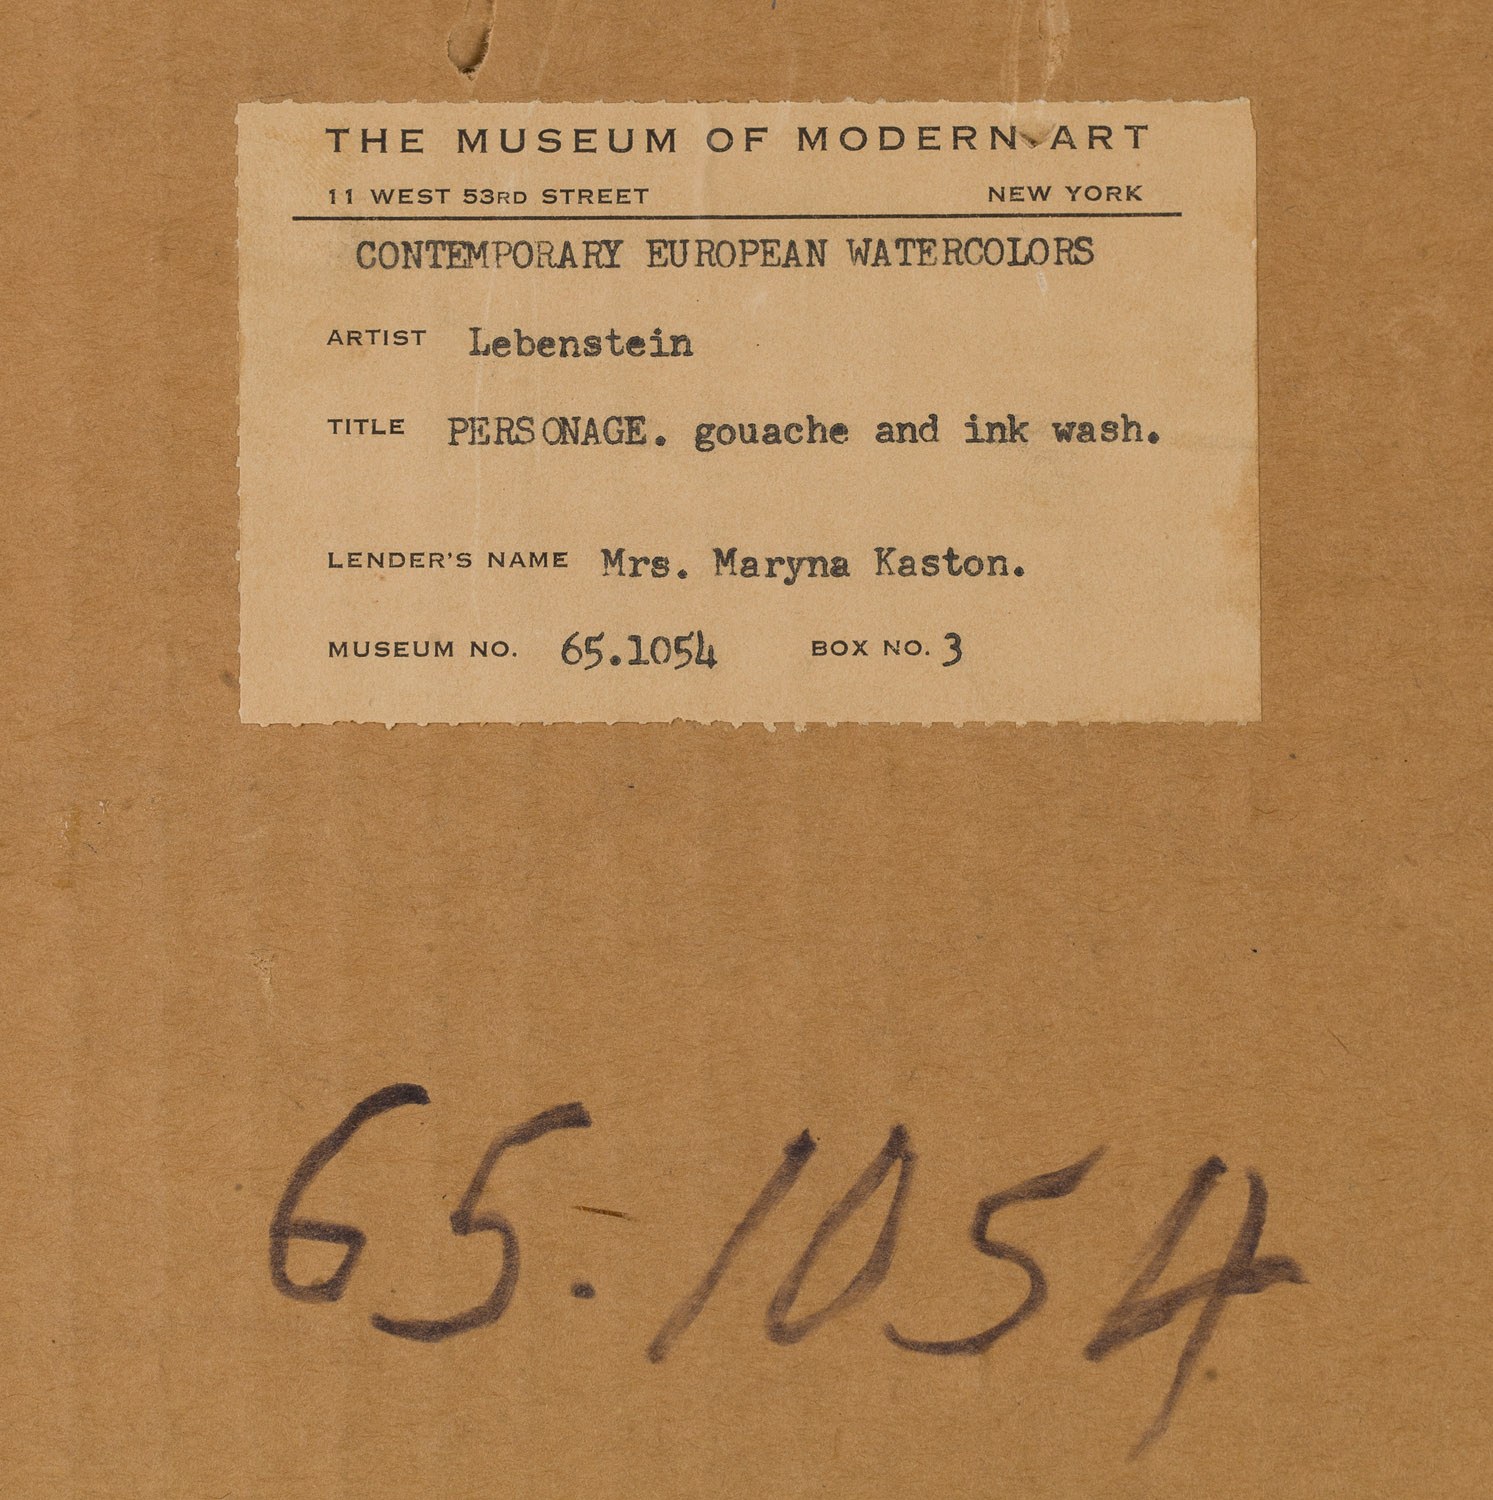 THE MUSEUM OF MODERN ART
11 WEST 53RD STREET NEW YORK
CONTEMPORARY EUROPEAN WATERCOLORS
ARTIST Lebenstein
TITLE PERSONAGE. gouache and ink wash.
LENDER'S NAME Mrs. Maryna Kaston.
MUSEUM NO. 65.1054 BOX NO. 3
65.1054